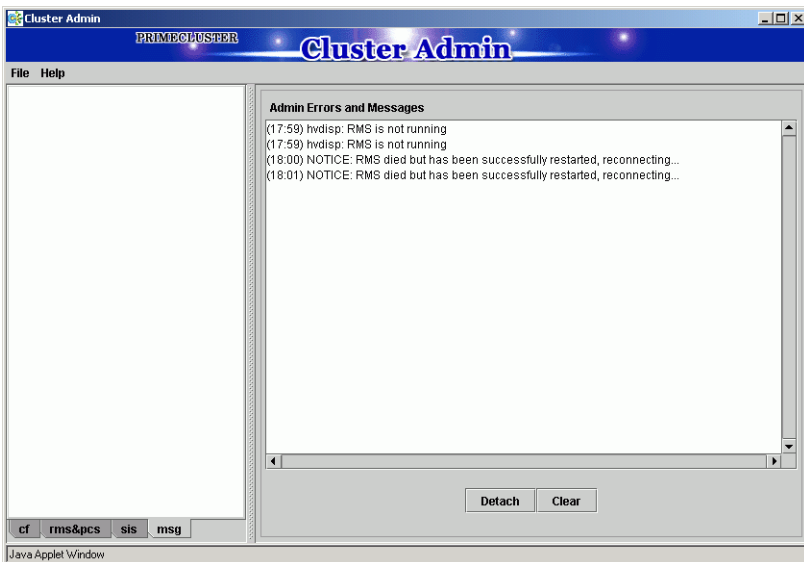 Cluster Admin
PRIMECLUSTER
Cluster Admin
File Help
Admin Errors and Messages
(17:59) hvdisp: RMS is not running
(17:59) hvdisp: RMS is not running
(18:00) NOTICE: RMS died but has been successfully restarted, reconnecting...
(18:01) NOTICE: RMS died but has been successfully restarted, reconnecting...
Detach Clear
cf rms&pcs sis msg
Java Applet Window